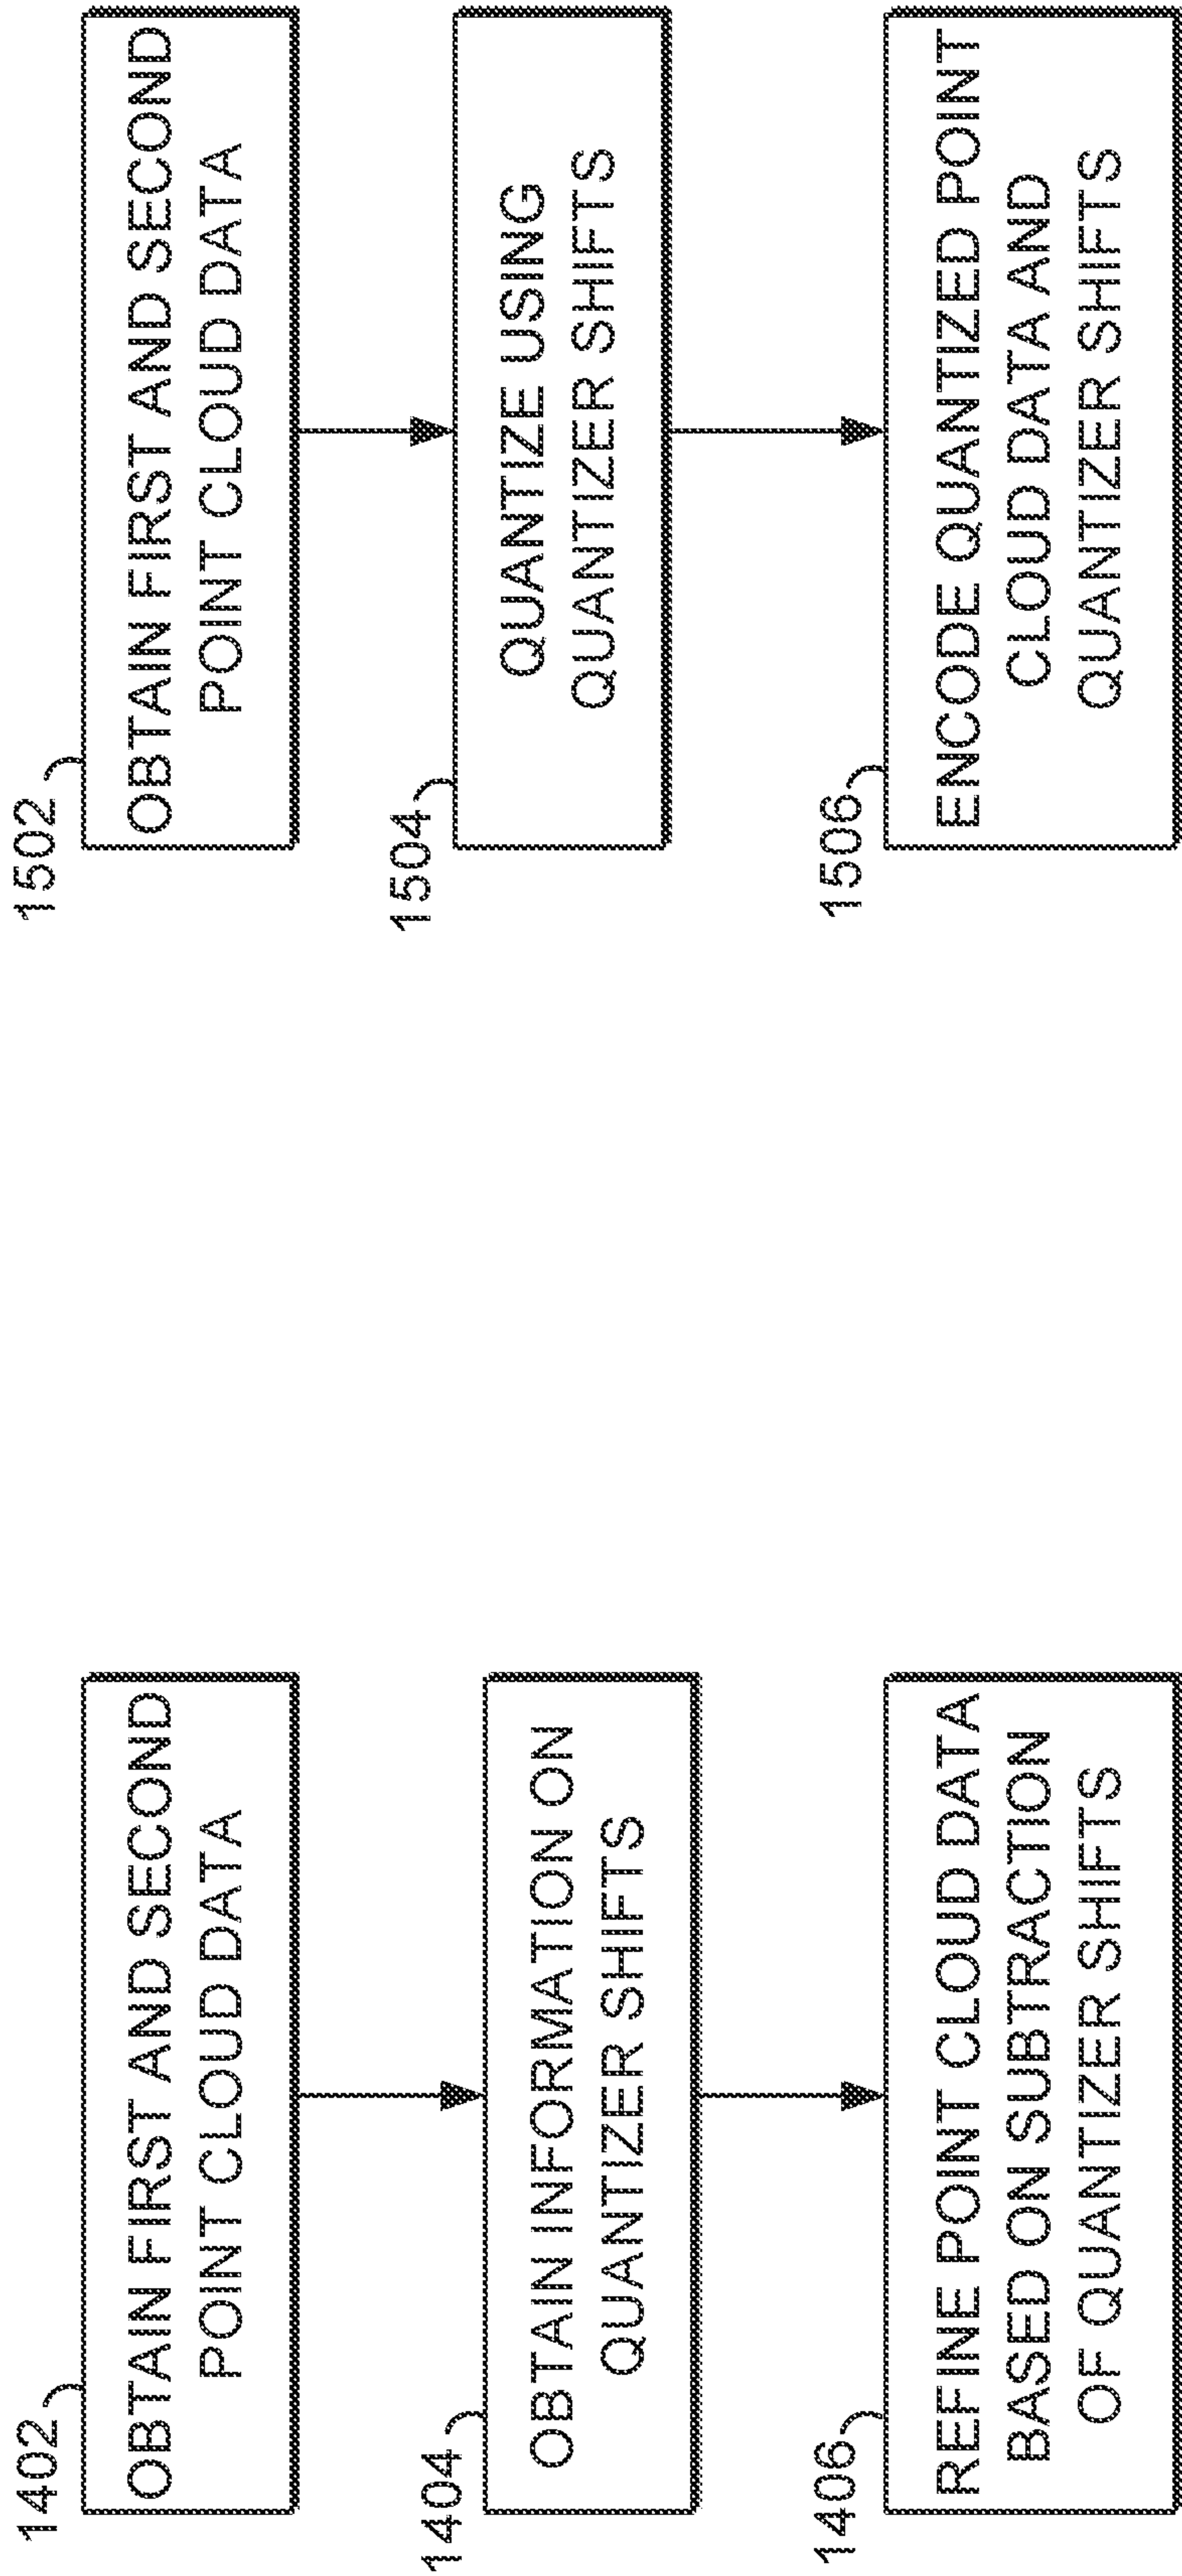 1402
OBTAIN FIRST AND SECOND
POINT CLOUD DATA
1404
OBTAIN INFORMATION ON
QUANTIZER SHIFTS
1406
REFINE POINT CLOUD DATA
BASED ON SUBTRACTION
OF QUANTIZER SHIFTS
1502
OBTAIN FIRST AND SECOND
POINT CLOUD DATA
1504
QUANTIZE USING
QUANTIZER SHIFTS
1506
ENCODE QUANTIZED POINT
CLOUD DATA AND
QUANTIZER SHIFTS